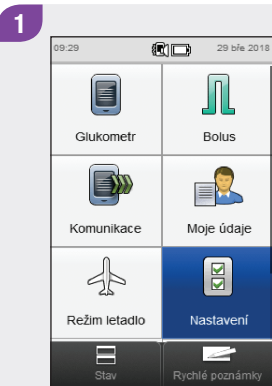 1
09:29 29 bře 2018
Glukometr Bolus
Komunikace Moje údaje
Režim letadlo Nastavení
Stav Rychlé poznámky